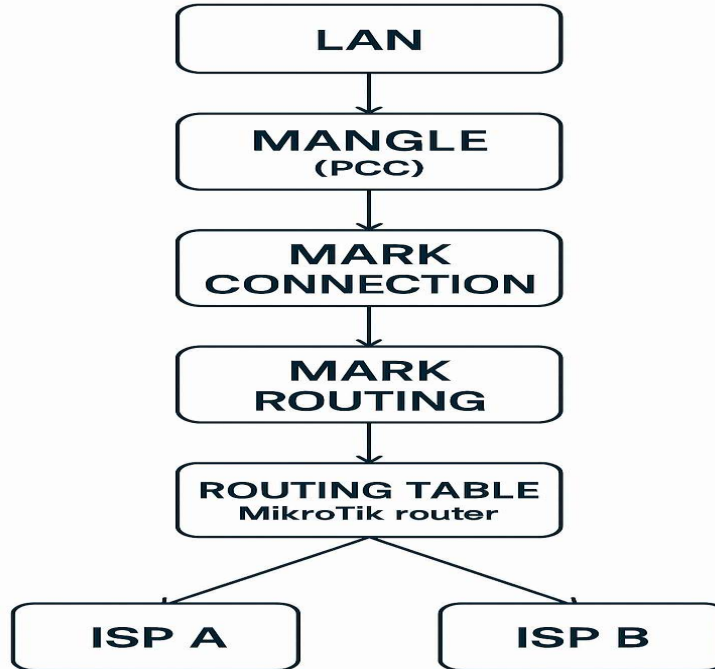 LAN
MANGLE
(PCC)
MARK
CONNECTION
MARK
ROUTING
ROUTING TABLE
MikroTik router
ISP A
ISP B